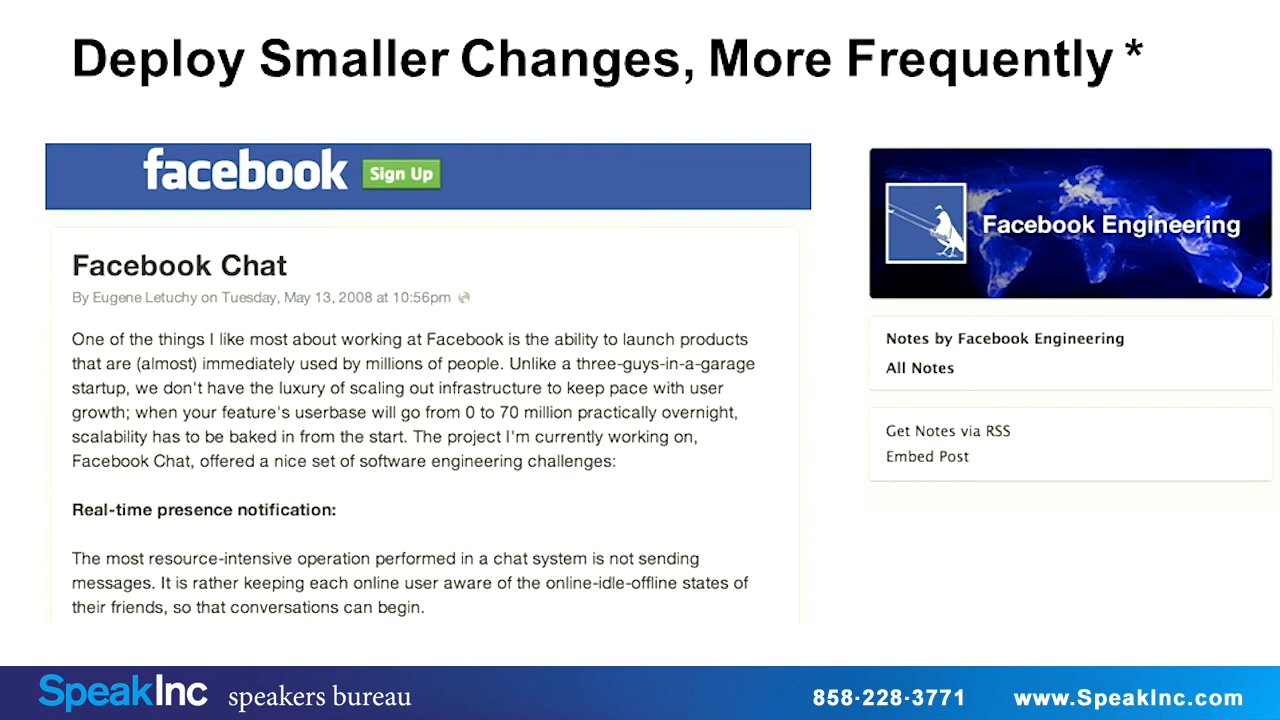 Deploy Smaller Changes, More Frequently *
facebook
Sign Up
Facebook Chat
By Eugene Letuchy on Tuesday, May 13, 2008 at 10:56pm
One of the things I like most about working at Facebook is the ability to launch products
that are (almost) immediately used by millions of people. Unlike a three-guys-in-a-garage
startup, we don't have the luxury of scaling out infrastructure to keep pace with user
growth; when your feature's userbase will go from 0 to 70 million practically overnight,
scalability has to be baked in from the start. The project I'm currently working on,
Facebook Chat, offered a nice set of software engineering challenges:
Real-time presence notification:
The most resource-intensive operation performed in a chat system is not sending
messages. It is rather keeping each online user aware of the online-idle-offline states of
their friends, so that conversations can begin.
Facebook Engineering
Notes by Facebook Engineering
All Notes
Get Notes via RSS
Embed Post
SpeakInc speakers bureau
858·228·3771
www.SpeakInc.com